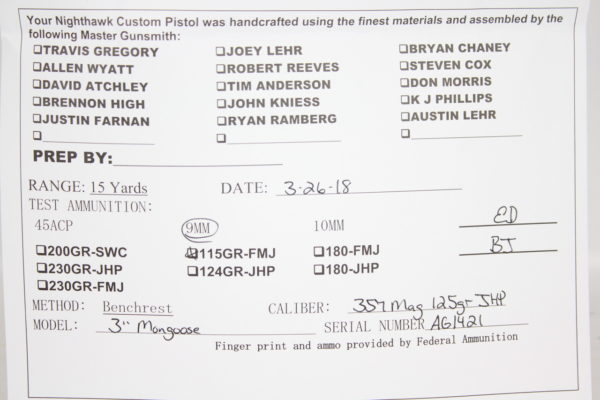 Your Nighthawk Custom Pistol was handcrafted using the finest materials and assembled by the
following Master Gunsmith:
❑TRAVIS GREGORY ❑JOEY LEHR ❑BRYAN CHANEY
❑ALLEN WYATT ❑ROBERT REEVES ❑STEVEN COX
❑DAVID ATCHLEY ❑TIM ANDERSON ❑DON MORRIS
❑BRENNON HIGH ❑JOHN KNIESS ❑K J PHILLIPS
❑JUSTIN FARNAN ❑RYAN RAMBERG ❑AUSTIN LEHR
❑ ❑ ❑
PREP BY:
RANGE: 15 Yards DATE: 3-26-18
TEST AMMUNITION:
45ACP 9MM 10MM ED
❑200GR-SWC ❑115GR-FMJ ❑180-FMJ BJ
❑230GR-JHP ❑124GR-JHP ❑180-JHP
❑230GR-FMJ
METHOD: Benchrest CALIBER: 357 Mag 125gr JHP
MODEL: 3" Mongoose SERIAL NUMBER AG1421
Finger print and ammo provided by Federal Ammunition